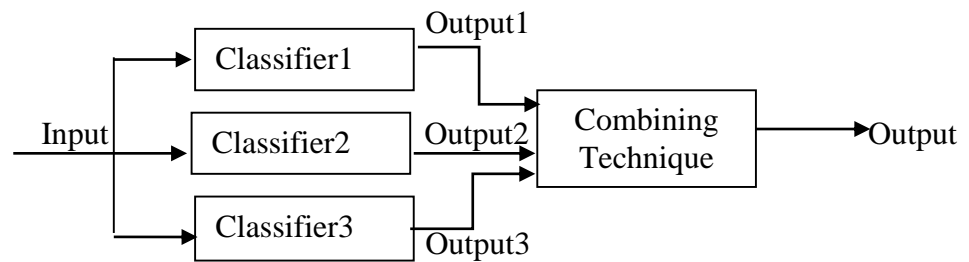 Output1
Classifier1
Input
Classifier2
Output2
Combining
Technique
Output
Classifier3
Output3